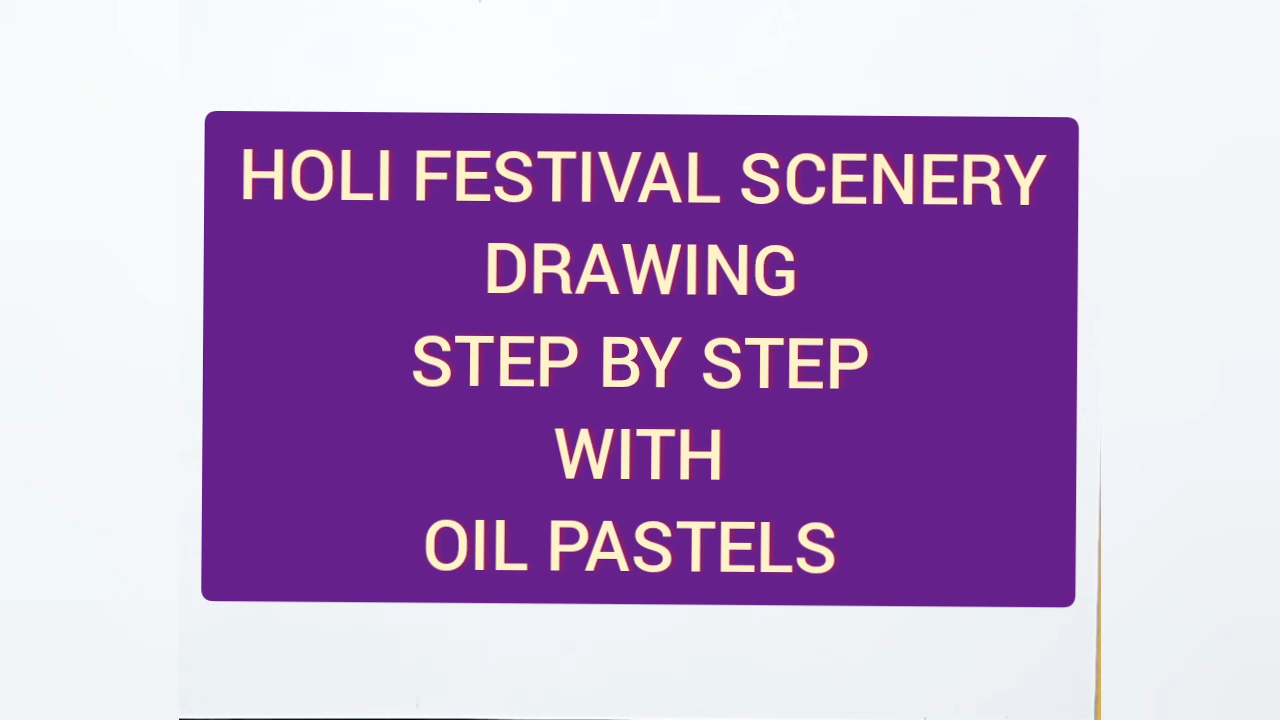 HOLI FESTIVAL SCENERY
DRAWING
STEP BY STEP
WITH
OIL PASTELS